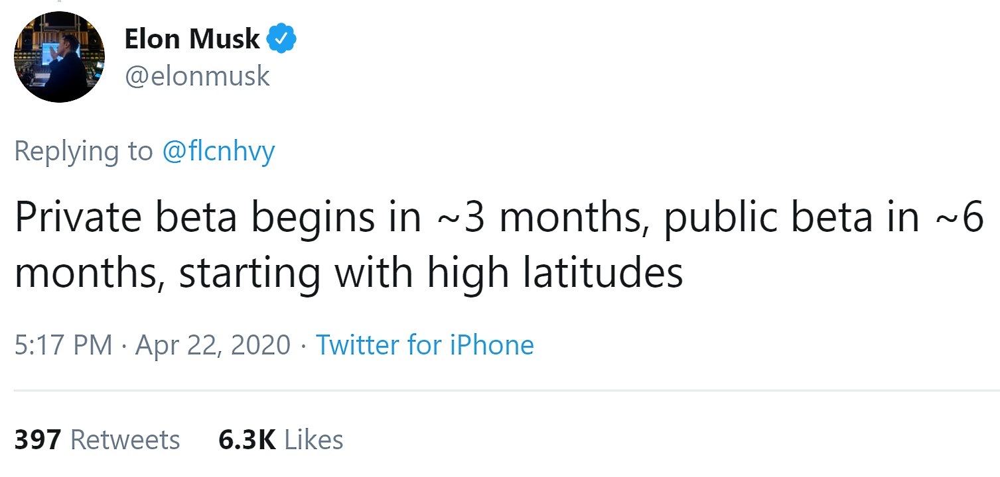 Elon Musk
@elonmusk
Replying to @flcnhvy
Private beta begins in ~3 months, public beta in ~6
months, starting with high latitudes
5:17 PM · Apr 22, 2020 · Twitter for iPhone
397 Retweets 6.3K Likes